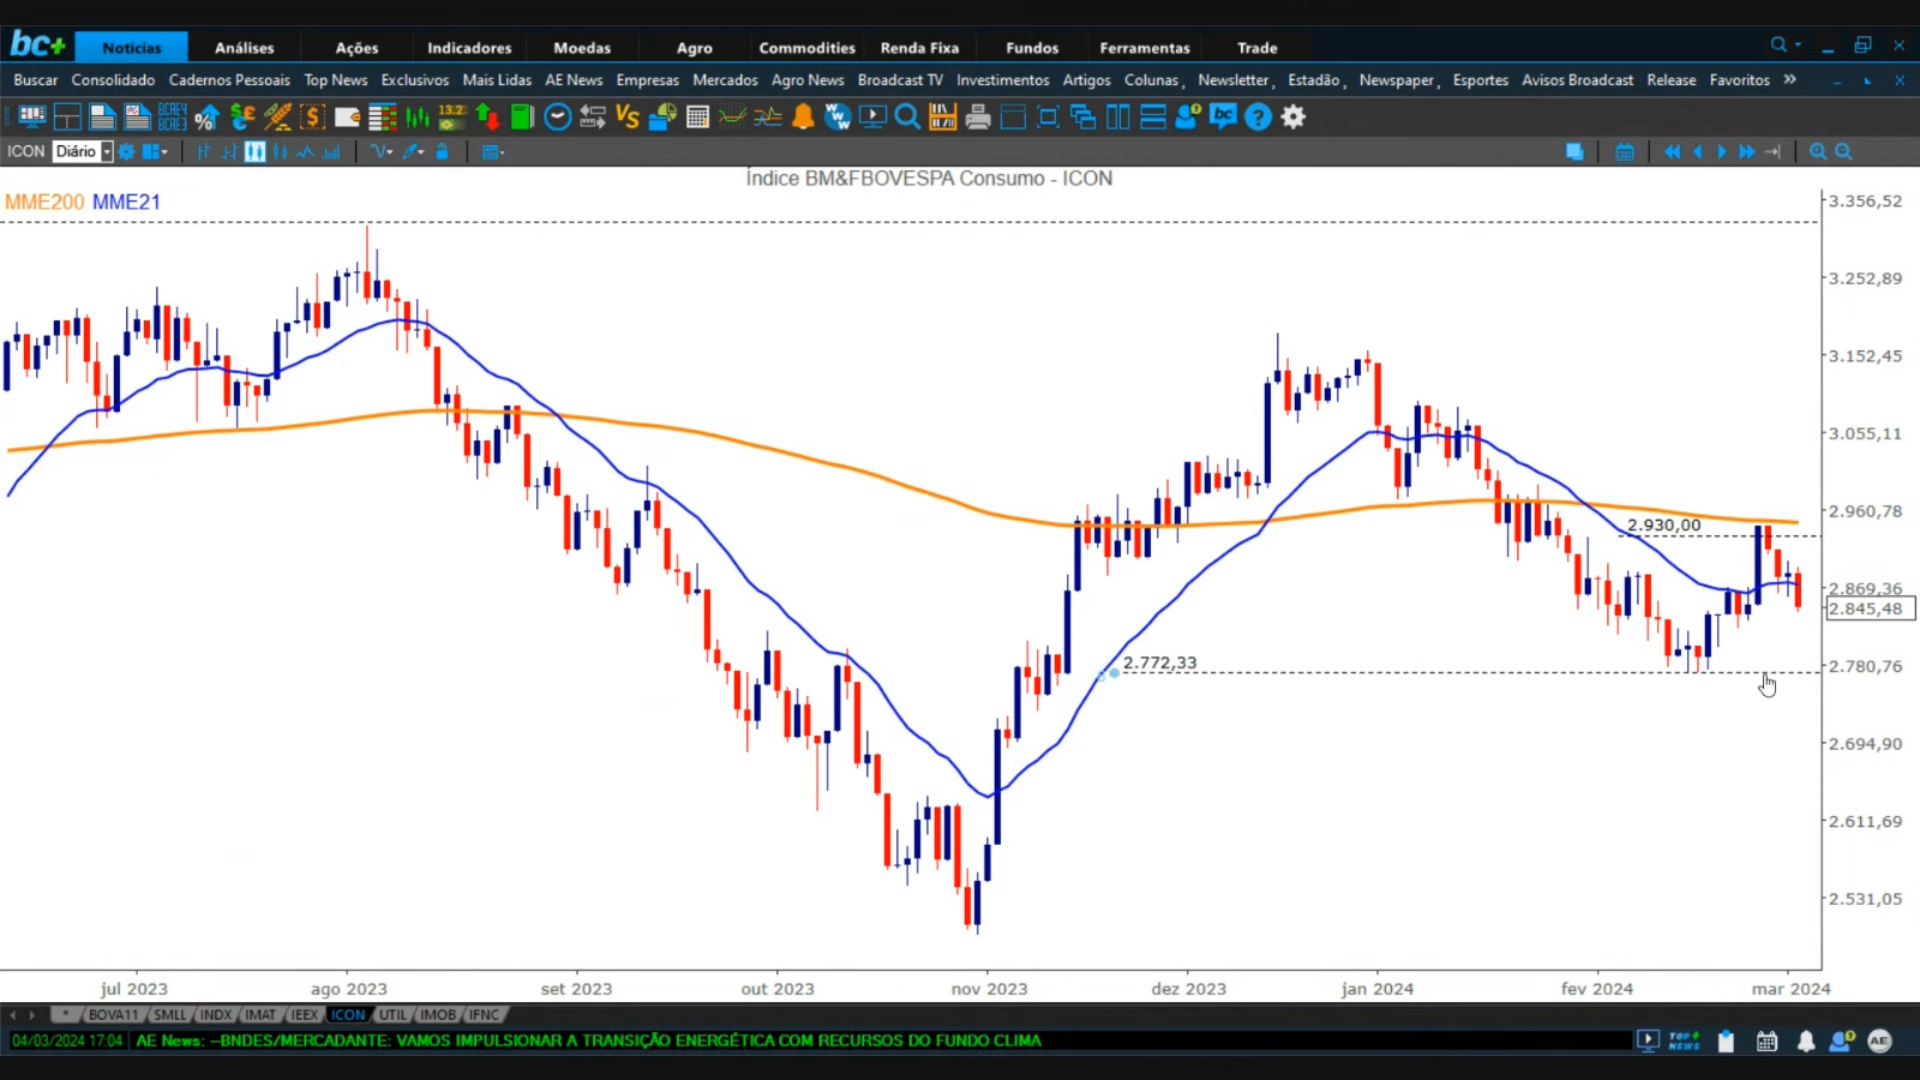 bc+ Notícias Análises Ações Indicadores Moedas Agro Commodities Renda Fixa Fundos Ferramentas Trade
Buscar Consolidado Cadernos Pessoais Top News Exclusivos Mais Lidas AE News Empresas Mercados Agro News Broadcast TV Investimentos Artigos Colunas, Newsletter, Estadão, Newspaper, Esportes Avisos Broadcast Release Favoritos »
13.2 Vs
ICON Diário
Índice BM&FBOVESPA Consumo - ICON
MME200 MME21
3.356,52
3.252,89
3.152,45
3.055,11
2.960,78
2.930,00
2.869,36
2.845,48
2.772,33
2.780,76
2.694,90
2.611,69
2.531,05
jul 2023 ago 2023 set 2023 out 2023 nov 2023 dez 2023 jan 2024 fev 2024 mar 2024
* BOVA11 SMLL INDX IMAT IEEX ICON UTIL IMOB IFNC
04/03/2024 17:04 AE News: --BNDES/MERCADANTE: VAMOS IMPULSIONAR A TRANSIÇÃO ENERGÉTICA COM RECURSOS DO FUNDO CLIMA
TOP+ NEWS AE